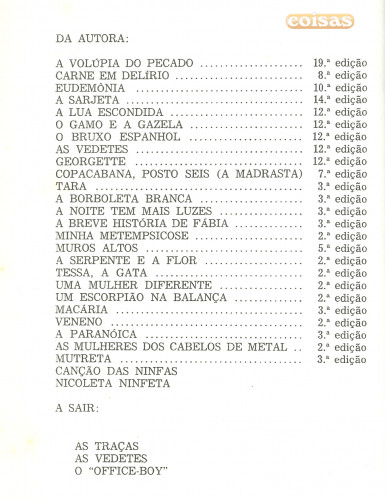 coisas
DA AUTORA:
A VOLÚPIA DO PECADO .................... 19.ª edição
CARNE EM DELÍRIO ........................ 8.ª edição
EUDEMÔNIA .............................. 10.ª edição
A SARJETA ............................... 14.ª edição
A LUA ESCONDIDA ....................... 12.ª edição
O GAMO E A GAZELA ..................... 12.ª edição
O BRUXO ESPANHOL ...................... 12.ª edição
AS VEDETES .............................. 12.ª edição
GEORGETTE .............................. 12.ª edição
COPACABANA, POSTO SEIS (A MADRASTA) 7.ª edição
TARA ..................................... 3.ª edição
A BORBOLETA BRANCA .................... 3.ª edição
A NOITE TEM MAIS LUZES ................ 3.ª edição
A BREVE HISTÓRIA DE FÁBIA ............. 3.ª edição
MINHA METEMPSICOSE .................... 2.ª edição
MUROS ALTOS ............................ 5.ª edição
A SERPENTE E A FLOR ................... 2.ª edição
TESSA, A GATA .......................... 2.ª edição
UMA MULHER DIFERENTE ................. 2.ª edição
UM ESCORPIÃO NA BALANÇA ............. 2.ª edição
MACÁRIA ................................. 3.ª edição
VENENO .................................. 2.ª edição
A PARANÓICA ............................ 3.ª edição
AS MULHERES DOS CABELOS DE METAL .. 2.ª edição
MUTRETA ................................ 3.ª edição
CANÇÃO DAS NINFAS
NICOLETA NINFETA
A SAIR:
AS TRAÇAS
AS VEDETES
O “OFFICE-BOY”